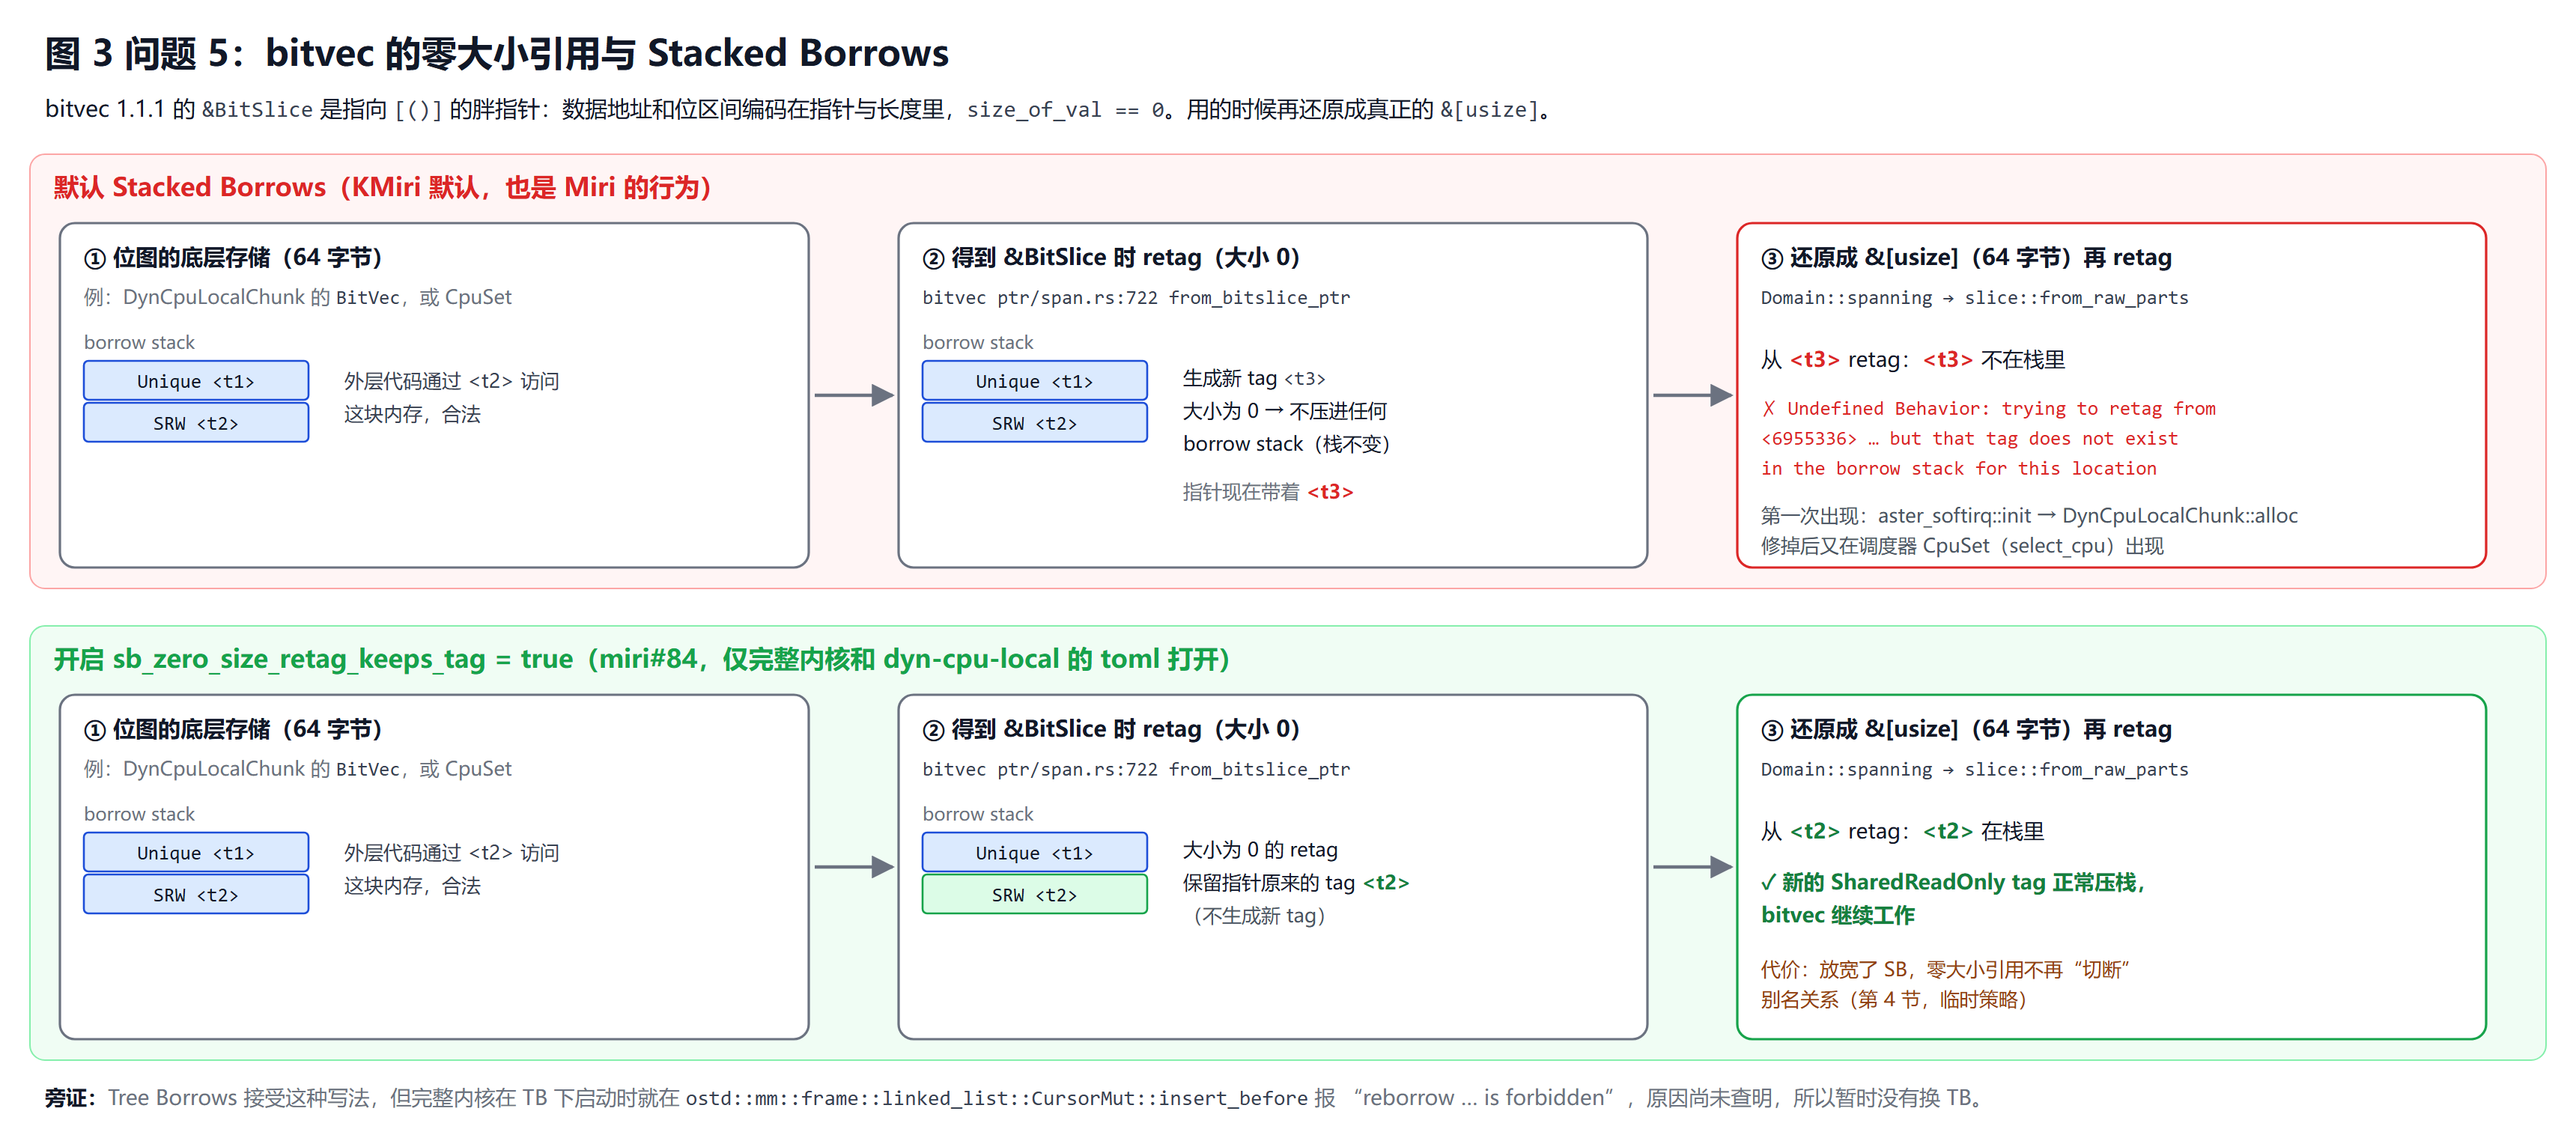 图 3 问题 5：bitvec 的零大小引用与 Stacked Borrows
bitvec 1.1.1 的 &BitSlice 是指向 [()] 的胖指针：数据地址和位区间编码在指针与长度里，size_of_val == 0。用的时候再还原成真正的 &[usize]。
默认 Stacked Borrows（KMiri 默认，也是 Miri 的行为）
① 位图的底层存储（64 字节）
例：DynCpuLocalChunk 的 BitVec，或 CpuSet
borrow stack
Unique <t1>
SRW <t2>
外层代码通过 <t2> 访问
这块内存，合法
② 得到 &BitSlice 时 retag（大小 0）
bitvec ptr/span.rs:722 from_bitslice_ptr
borrow stack
Unique <t1>
SRW <t2>
生成新 tag <t3>
大小为 0 → 不压进任何
borrow stack（栈不变）
指针现在带着 <t3>
③ 还原成 &[usize]（64 字节）再 retag
Domain::spanning → slice::from_raw_parts
从 <t3> retag：<t3> 不在栈里
✗ Undefined Behavior: trying to retag from
<6955336> … but that tag does not exist
in the borrow stack for this location
第一次出现：aster_softirq::init → DynCpuLocalChunk::alloc
修掉后又在调度器 CpuSet（select_cpu）出现
开启 sb_zero_size_retag_keeps_tag = true（miri#84，仅完整内核和 dyn-cpu-local 的 toml 打开）
① 位图的底层存储（64 字节）
例：DynCpuLocalChunk 的 BitVec，或 CpuSet
borrow stack
Unique <t1>
SRW <t2>
外层代码通过 <t2> 访问
这块内存，合法
② 得到 &BitSlice 时 retag（大小 0）
bitvec ptr/span.rs:722 from_bitslice_ptr
borrow stack
Unique <t1>
SRW <t2>
大小为 0 的 retag
保留指针原来的 tag <t2>
（不生成新 tag）
③ 还原成 &[usize]（64 字节）再 retag
Domain::spanning → slice::from_raw_parts
从 <t2> retag：<t2> 在栈里
✓ 新的 SharedReadOnly tag 正常压栈，
bitvec 继续工作
代价：放宽了 SB，零大小引用不再“切断”
别名关系（第 4 节，临时策略）
旁证：Tree Borrows 接受这种写法，但完整内核在 TB 下启动时就在 ostd::mm::frame::linked_list::CursorMut::insert_before 报 “reborrow … is forbidden”，原因尚未查明，所以暂时没有换 TB。